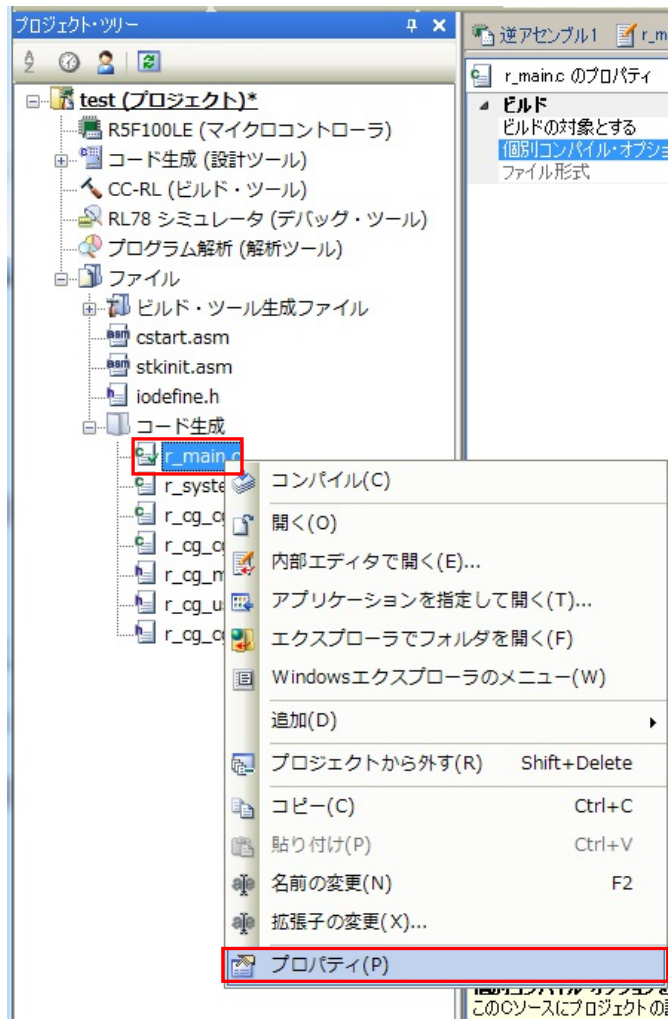 プロジェクト・ツリー
逆アセンブル1
r_m
r_main.c のプロパティ
test (プロジェクト)*
R5F100LE (マイクロコントローラ)
コード生成 (設計ツール)
CC-RL (ビルド・ツール)
RL78 シミュレータ (デバッグ・ツール)
プログラム解析 (解析ツール)
ファイル
ビルド・ツール生成ファイル
cstart.asm
stkinit.asm
iodefine.h
コード生成
r_main.c
r_syste
r_cg_c
r_cg_c
r_cg_m
r_cg_u
r_cg_c
ビルド
ビルドの対象とする
個別コンパイル・オプショ
ファイル形式
コンパイル(C)
開く(O)
内部エディタで開く(E)...
アプリケーションを指定して開く(T)...
エクスプローラでフォルダを開く(F)
Windowsエクスプローラのメニュー(W)
追加(D)
プロジェクトから外す(R) Shift+Delete
コピー(C) Ctrl+C
貼り付け(P) Ctrl+V
名前の変更(N) F2
拡張子の変更(X)...
プロパティ(P)
このCソースにプロジェクトの